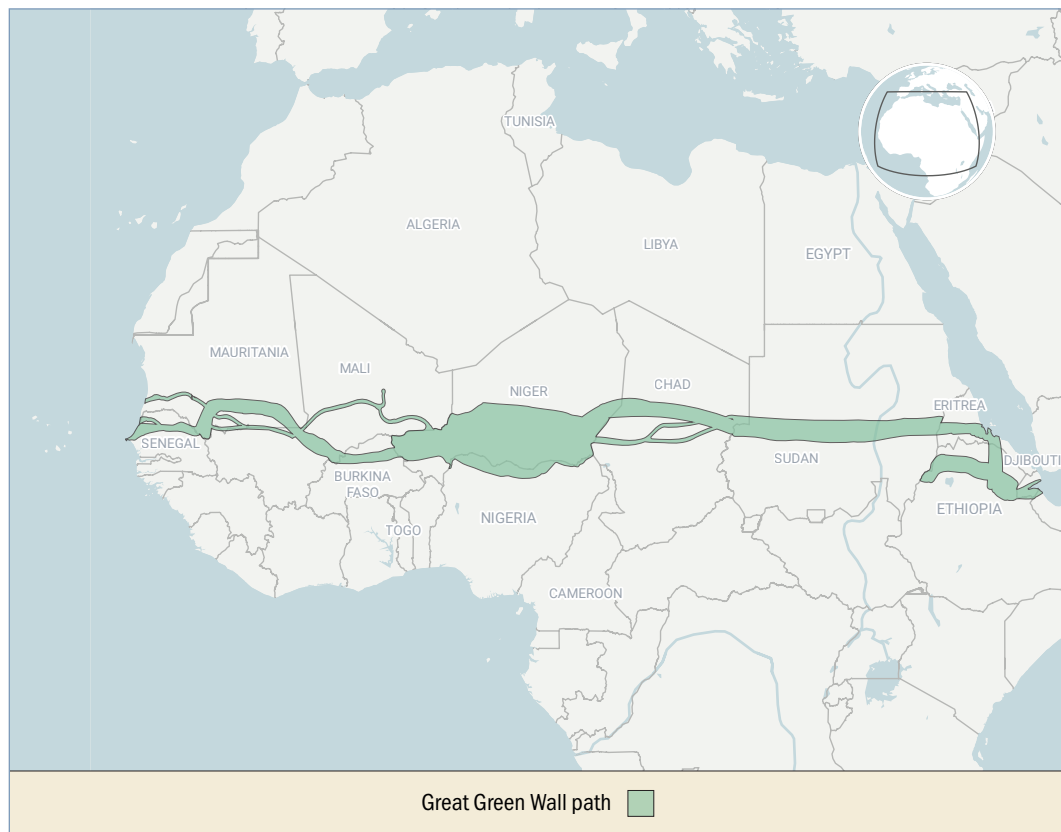 TUNISIA
ALGERIA
LIBYA
EGYPT
MAURITANIA
MALI
NIGER
CHAD
ERITREA
SENEGAL
SUDAN
DJIBOUTI
BURKINA
FASO
NIGERIA
ETHIOPIA
TOGO
CAMEROON
Great Green Wall path